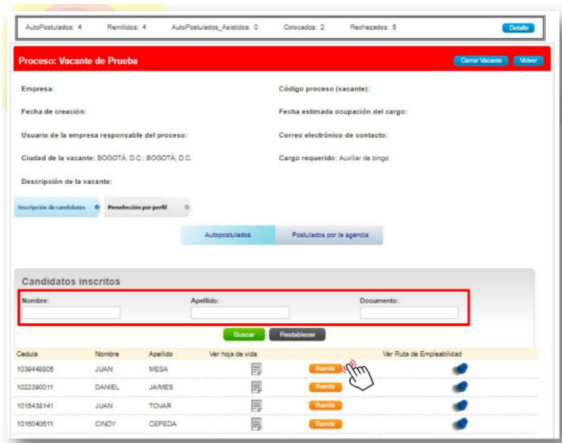 AutoPostulados: 4 Remitidos: 4 AutoPostulados_Asistidos: 0 Colocados: 2 Rechazados: 5 Detalle
Proceso: Vacante de Prueba Cerrar Vacante Volver
Empresa: Código proceso (vacante):
Fecha de creación: Fecha estimada ocupación del cargo:
Usuario de la empresa responsable del proceso: Correo electrónico de contacto:
Ciudad de la vacante: BOGOTÁ, D.C.: BOGOTÁ, D.C. Cargo requerido: Auxiliar de bingo
Descripción de la vacante:
Inscripción de candidatos Preselección por perfil
Autopostulados Postulados por la agencia
Candidatos inscritos
Nombre: Apellido: Documento:
Buscar Restablecer
Cedula Nombre Apellido Ver hoja de vida Ver Ruta de Empleabilidad
JUAN MESA Remitir
1022390011 DANIEL JAIMES Remitir
1015438141 JUAN TOVAR Remitir
1016040511 CINDY CEPEDA Remitir